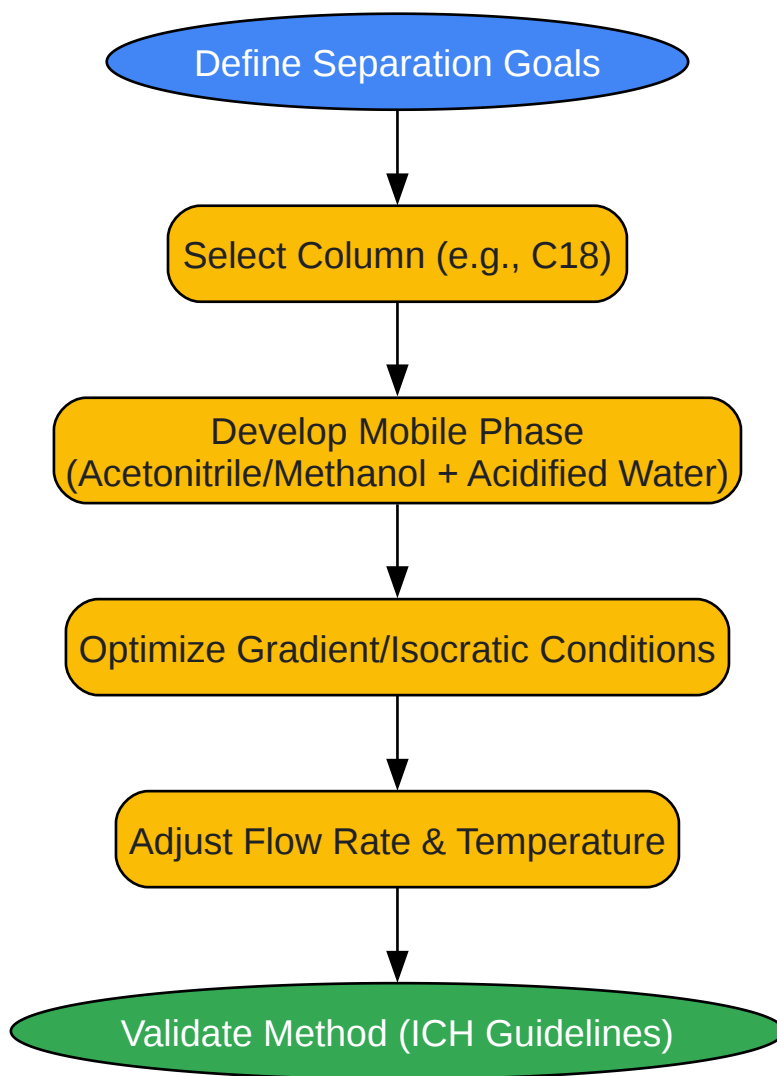 Define Separation Goals
Select Column (e.g., C18)
Develop Mobile Phase
(Acetonitrile/Methanol + Acidified Water)
Optimize Gradient/Isocratic Conditions
Adjust Flow Rate & Temperature
Validate Method (ICH Guidelines)